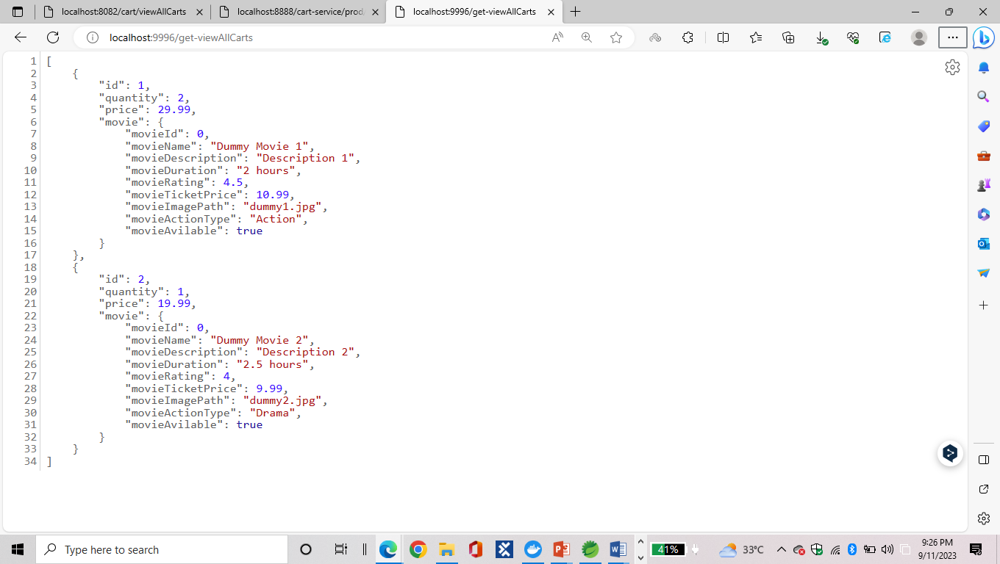 localhost:8082/cart/viewAllCarts
localhost:8888/cart-service/prod/
localhost:9996/get-viewAllCarts
localhost:9996/get-viewAllCarts
1 [
2 {
3 "id": 1,
4 "quantity": 2,
5 "price": 29.99,
6 "movie": {
7 "movieId": 0,
8 "movieName": "Dummy Movie 1",
9 "movieDescription": "Description 1",
10 "movieDuration": "2 hours",
11 "movieRating": 4.5,
12 "movieTicketPrice": 10.99,
13 "movieImagePath": "dummy1.jpg",
14 "movieActionType": "Action",
15 "movieAvilable": true
16 }
17 },
18 {
19 "id": 2,
20 "quantity": 1,
21 "price": 19.99,
22 "movie": {
23 "movieId": 0,
24 "movieName": "Dummy Movie 2",
25 "movieDescription": "Description 2",
26 "movieDuration": "2.5 hours",
27 "movieRating": 4,
28 "movieTicketPrice": 9.99,
29 "movieImagePath": "dummy2.jpg",
30 "movieActionType": "Drama",
31 "movieAvilable": true
32 }
33 }
34 ]
Type here to search
41%
33°C
9:26 PM
9/11/2023